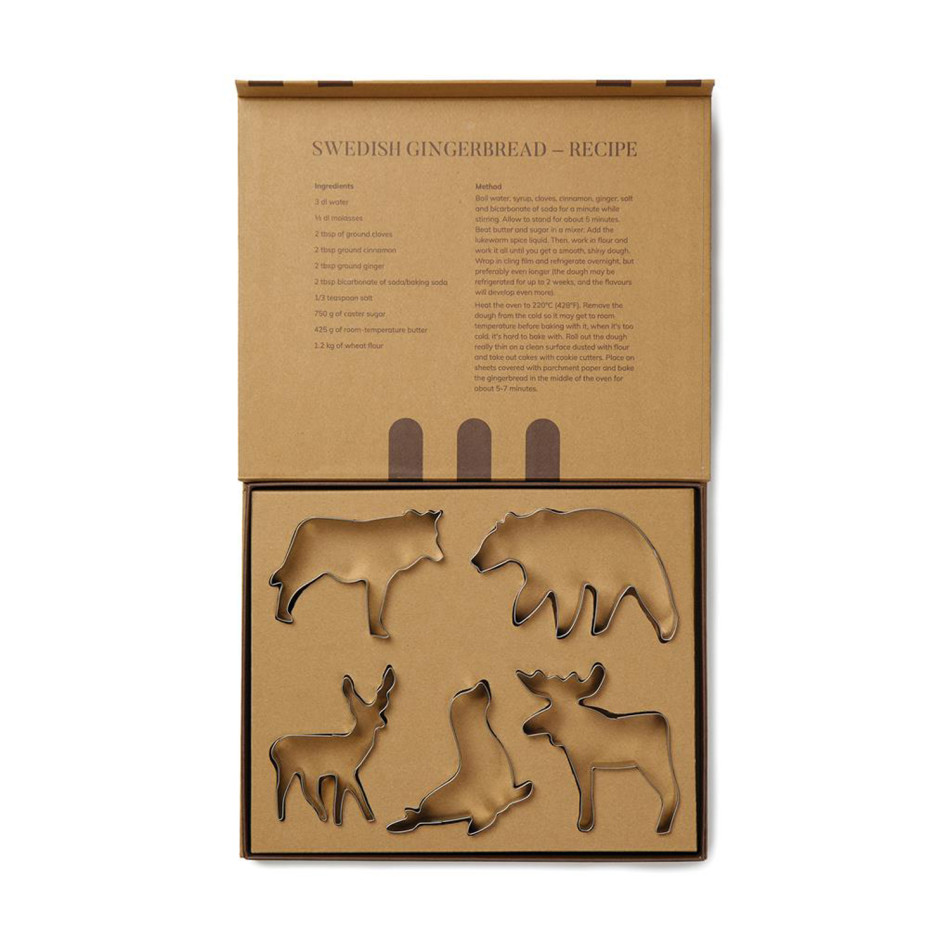 SWEDISH GINGERBREAD – RECIPE
Ingredients
3 dl water
dl molasses
2 tbsp of ground cloves
2 tbsp ground cinnamon
2 tbsp ground ginger
2 tbsp bicarbonate of soda/baking soda
1/3 teaspoon salt
750 g of caster sugar
425 g of room-temperature butter
1.2 kg of wheat flour
Method
Boil water, syrup, cloves, cinnamon, ginger, salt
and bicarbonate of soda for a minute while
stirring. Allow to stand for about 5 minutes.
Beat butter and sugar in a mixer. Add the
lukewarm spice liquid. Then, work in flour and
work it all until you get a smooth, shiny dough.
Wrap in cling film and refrigerate overnight, but
preferably even longer (the dough may be
refrigerated for up to 2 weeks, and the flavours
will develop even more).
Heat the oven to 220°C (428°F). Remove the
dough from the cold so it may get to room
temperature before baking with it, when it's too
cold, it's hard to bake with. Roll out the dough
really thin on a clean surface dusted with flour
and take out cakes with cookie cutters. Place on
sheets covered with parchment paper and bake
the gingerbread in the middle of the oven for
about 5-7 minutes.